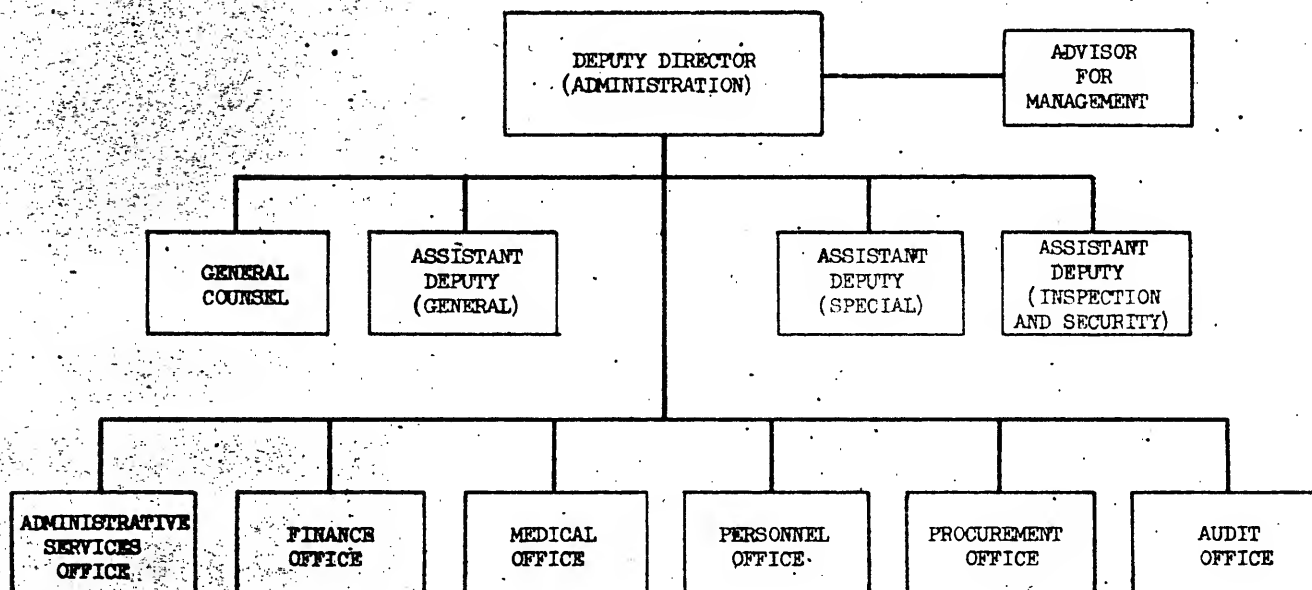 DEPUTY DIRECTOR
(ADMINISTRATION)
ADVISOR
FOR
MANAGEMENT
GENERAL
COUNSEL
ASSISTANT
DEPUTY
(GENERAL)
ASSISTANT
DEPUTY
(SPECIAL)
ASSISTANT
DEPUTY
(INSPECTION
AND SECURITY)
ADMINISTRATIVE
SERVICES
OFFICE
FINANCE
OFFICE
MEDICAL
OFFICE
PERSONNEL
OFFICE
PROCUREMENT
OFFICE
AUDIT
OFFICE